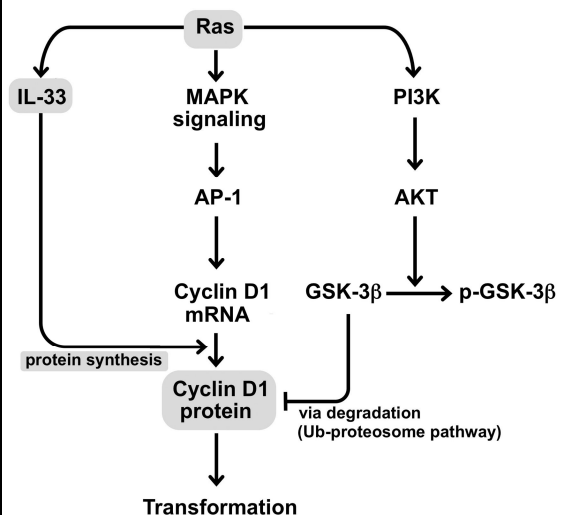 Ras
IL-33
MAPK
signaling
PI3K
AP-1
AKT
Cyclin D1
mRNA
GSK-3β
p-GSK-3β
protein synthesis
Cyclin D1
protein
via degradation
(Ub-proteosome pathway)
Transformation